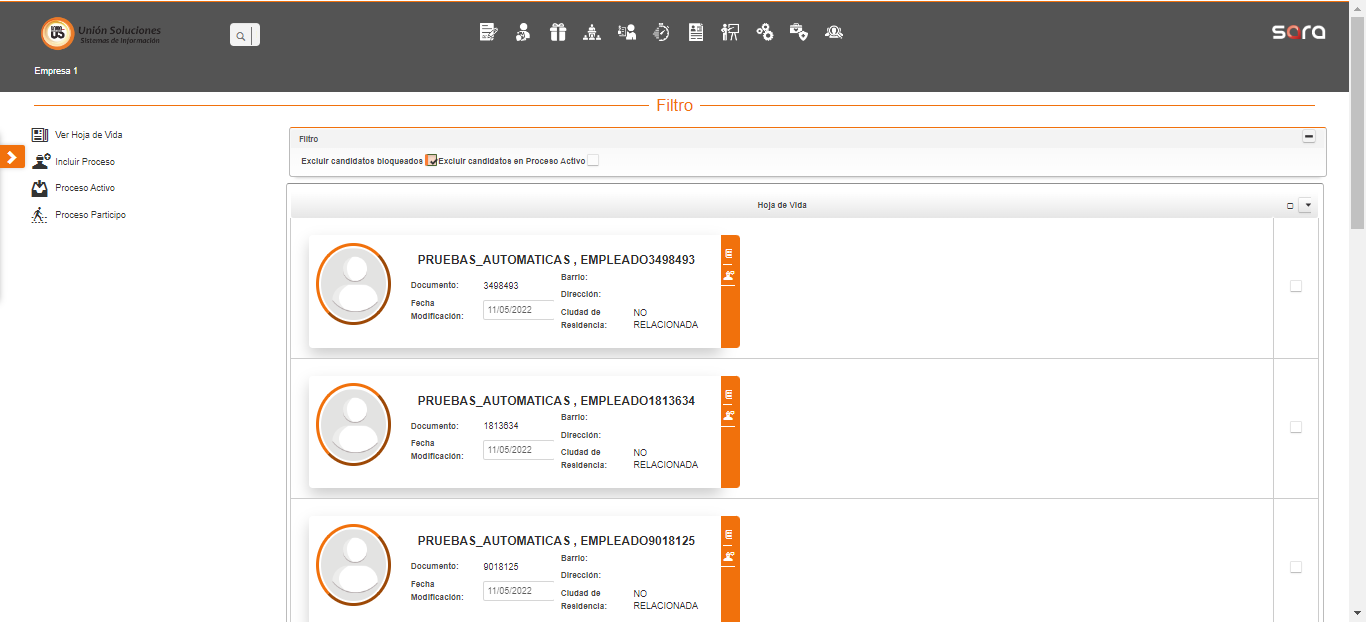 Unión Soluciones
Sistemas de Información
sara
Empresa 1
Filtro
Ver Hoja de Vida
Incluir Proceso
Proceso Activo
Proceso Participo
Filtro
Excluir candidatos bloqueados Excluir candidatos en Proceso Activo
Hoja de Vida
PRUEBAS_AUTOMATICAS , EMPLEADO3498493
Documento: 3498493
Fecha Modificación: 11/05/2022
Barrio:
Dirección:
Ciudad de Residencia: NO RELACIONADA
PRUEBAS_AUTOMATICAS , EMPLEADO1813634
Documento: 1813634
Fecha Modificación: 11/05/2022
Barrio:
Dirección:
Ciudad de Residencia: NO RELACIONADA
PRUEBAS_AUTOMATICAS , EMPLEADO9018125
Documento: 9018125
Fecha Modificación: 11/05/2022
Barrio:
Dirección:
Ciudad de Residencia: NO RELACIONADA